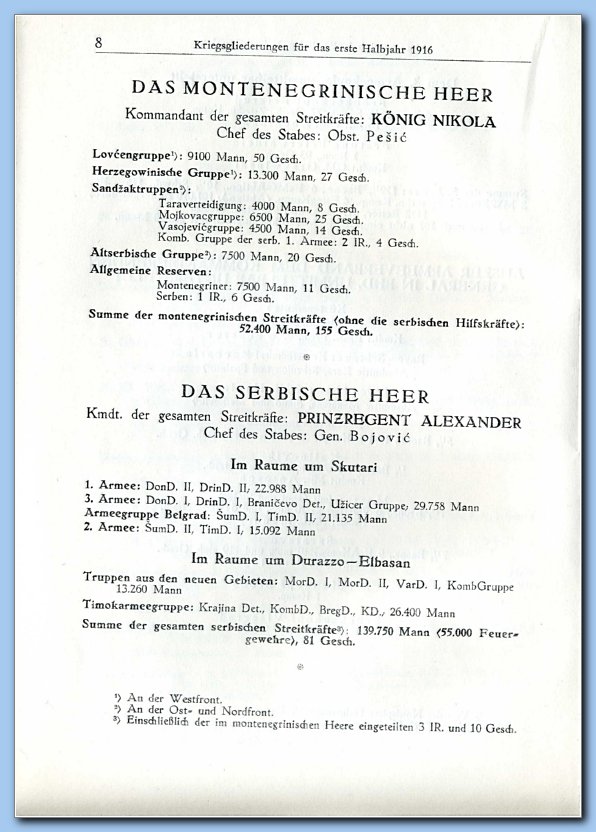 8 Kriegsgliederungen für das erste Halbjahr 1916
DAS MONTENEGRINISCHE HEER
Kommandant der gesamten Streitkräfte: KÖNIG NIKOLA
Chef des Stabes: Obst. Pešić
Lovćengruppe¹): 9100 Mann, 50 Gesch.
Herzegowinische Gruppe¹): 13.300 Mann, 27 Gesch.
Sandžaktruppen²):
Taraverteidigung: 4000 Mann, 8 Gesch.
Mojkovacgruppe: 6500 Mann, 25 Gesch.
Vasojevićgruppe: 4500 Mann, 14 Gesch.
Komb. Gruppe der serb. 1. Armee: 2 IR., 4 Gesch.
Altserbische Gruppe²): 7500 Mann, 20 Gesch.
Allgemeine Reserven:
Montenegriner: 7500 Mann, 11 Gesch.
Serben: 1 IR., 6 Gesch.
Summe der montenegrinischen Streitkräfte (ohne die serbischen Hilfskräfte):
52.400 Mann, 155 Gesch.
DAS SERBISCHE HEER
Kmdt. der gesamten Streitkräfte: PRINZREGENT ALEXANDER
Chef des Stabes: Gen. Bojović
Im Raume um Skutari
1. Armee: DonD. II, DrinD. II, 22.988 Mann
3. Armee: DonD. I, DrinD. I, Braničevo Det., Užicer Gruppe, 29.758 Mann
Armeegruppe Belgrad: ŠumD. I, TimD. II, 21.135 Mann
2. Armee: ŠumD. II, TimD. I, 15.092 Mann
Im Raume um Durazzo—Elbasan
Truppen aus den neuen Gebieten: MorD. I, MorD. II, VarD. I, KombGruppe
13.260 Mann
Timokarmeegruppe: Krajina Det., KombD., BregD., KD., 26.400 Mann
Summe der gesamten serbischen Streitkräfte³): 139.750 Mann (55.000 Feuer-
gewehre), 81 Gesch.
¹) An der Westfront.
²) An der Ost- und Nordfront.
³) Einschließlich der im montenegrinischen Heere eingeteilten 3 IR. und 10 Gesch.